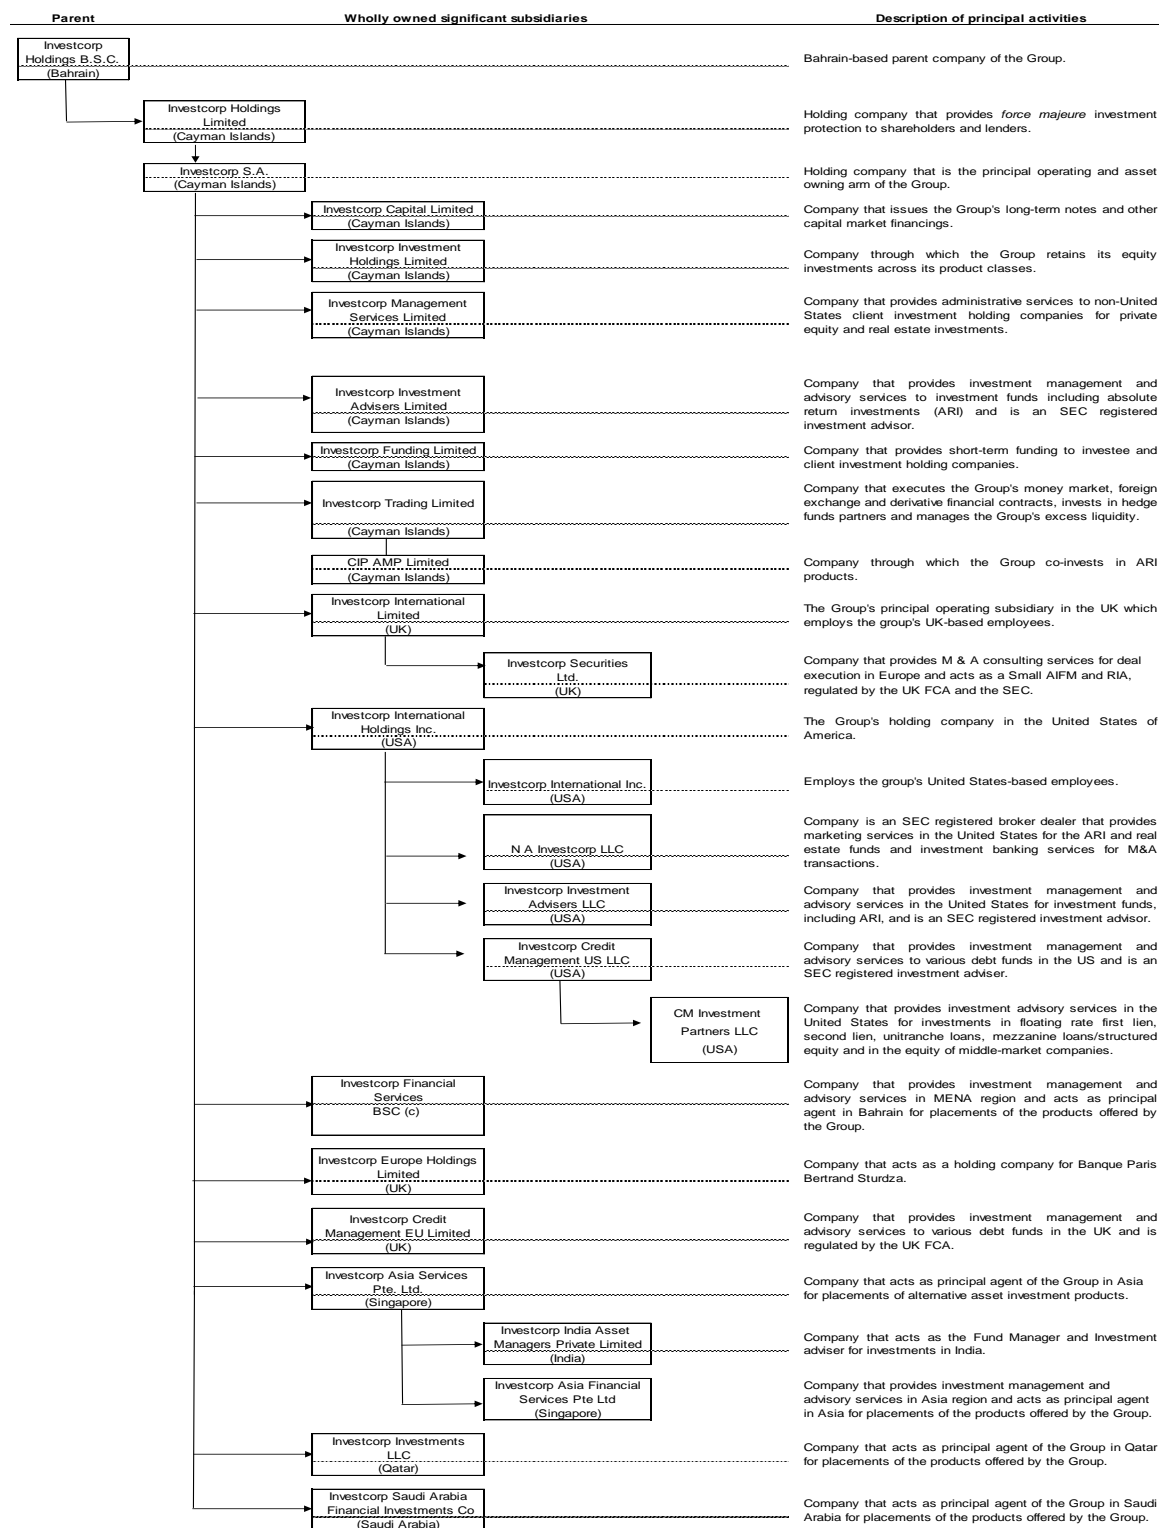 Parent Wholly owned significant subsidiaries Description of principal activities
Investcorp
Holdings B.S.C.
(Bahrain)
Bahrain-based parent company of the Group.
Investcorp Holdings
Limited
(Cayman Islands)
Holding company that provides force majeure investment
protection to shareholders and lenders.
Investcorp S.A.
(Cayman Islands)
Holding company that is the principal operating and asset
owning arm of the Group.
Investcorp Capital Limited
(Cayman Islands)
Company that issues the Group's long-term notes and other
capital market financings.
Investcorp Investment
Holdings Limited
(Cayman Islands)
Company through which the Group retains its equity
investments across its product classes.
Investcorp Management
Services Limited
(Cayman Islands)
Company that provides administrative services to non-United
States client investment holding companies for private
equity and real estate investments.
Investcorp Investment
Advisers Limited
(Cayman Islands)
Company that provides investment management and
advisory services to investment funds including absolute
return investments (ARI) and is an SEC registered
investment advisor.
Investcorp Funding Limited
(Cayman Islands)
Company that provides short-term funding to investee and
client investment holding companies.
Investcorp Trading Limited
(Cayman Islands)
Company that executes the Group's money market, foreign
exchange and derivative financial contracts, invests in hedge
funds partners and manages the Group's excess liquidity.
CIP AMP Limited
(Cayman Islands)
Company through which the Group co-invests in ARI
products.
Investcorp International
Limited
(UK)
The Group's principal operating subsidiary in the UK which
employs the group's UK-based employees.
Investcorp Securities
Ltd.
(UK)
Company that provides M & A consulting services for deal
execution in Europe and acts as a Small AIFM and RIA,
regulated by the UK FCA and the SEC.
Investcorp International
Holdings Inc.
(USA)
The Group's holding company in the United States of
America.
Investcorp International Inc.
(USA)
Employs the group's United States-based employees.
N A Investcorp LLC
(USA)
Company is an SEC registered broker dealer that provides
marketing services in the United States for the ARI and real
estate funds and investment banking services for M&A
transactions.
Investcorp Investment
Advisers LLC
(USA)
Company that provides investment management and
advisory services in the United States for investment funds,
including ARI, and is an SEC registered investment advisor.
Investcorp Credit
Management US LLC
(USA)
Company that provides investment management and
advisory services to various debt funds in the US and is an
SEC registered investment adviser.
CM Investment
Partners LLC
(USA)
Company that provides investment advisory services in the
United States for investments in floating rate first lien,
second lien, unitranche loans, mezzanine loans/structured
equity and in the equity of middle-market companies.
Investcorp Financial
Services
BSC (c)
Company that provides investment management and
advisory services in MENA region and acts as principal
agent in Bahrain for placements of the products offered by
the Group.
Investcorp Europe Holdings
Limited
(UK)
Company that acts as a holding company for Banque Paris
Bertrand Sturdza.
Investcorp Credit
Management EU Limited
(UK)
Company that provides investment management and
advisory services to various debt funds in the UK and is
regulated by the UK FCA.
Investcorp Asia Services
Pte. Ltd.
(Singapore)
Company that acts as principal agent of the Group in Asia
for placements of alternative asset investment products.
Investcorp India Asset
Managers Private Limited
(India)
Company that acts as the Fund Manager and Investment
adviser for investments in India.
Investcorp Asia Financial
Services Pte Ltd
(Singapore)
Company that provides investment management and
advisory services in Asia region and acts as principal agent
in Asia for placements of the products offered by the Group.
Investcorp Investments
LLC
(Qatar)
Company that acts as principal agent of the Group in Qatar
for placements of the products offered by the Group.
Investcorp Saudi Arabia
Financial Investments Co
(Saudi Arabia)
Company that acts as principal agent of the Group in Saudi
Arabia for placements of the products offered by the Group.